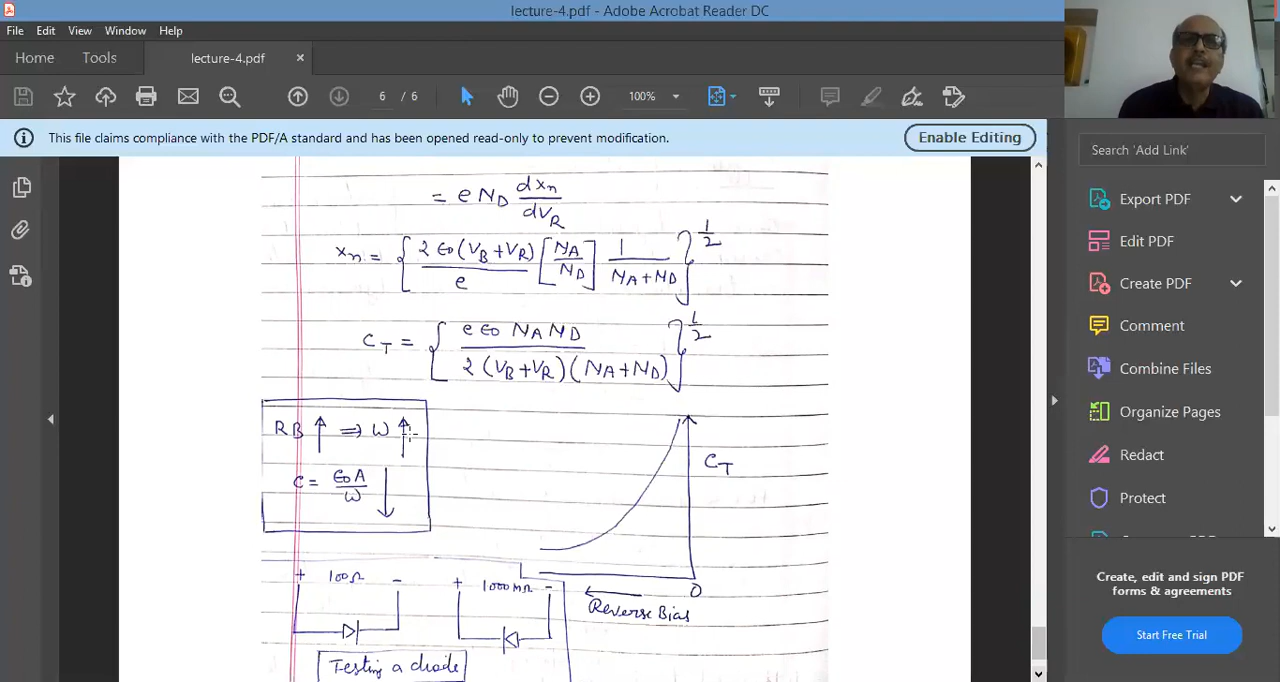 lecture-4.pdf - Adobe Acrobat Reader DC
File Edit View Window Help
Home Tools lecture-4.pdf ×
6 / 6 100%
This file claims compliance with the PDF/A standard and has been opened read-only to prevent modification. Enable Editing
= e N_D dx_n/dV_R
x_n = {2 ϵ0 (V_B+V_R)/e [N_A/N_D] 1/(N_A+N_D)}^1/2
C_T = {e ϵ0 N_A N_D / 2 (V_B+V_R)(N_A+N_D)}^1/2
RB ↑ ⇒ W ↑
C = ϵ0 A/W ↓
C_T
0
Reverse Bias
+ 100Ω - + 1000MΩ -
Testing a diode
Search 'Add Link'
Export PDF
Edit PDF
Create PDF
Comment
Combine Files
Organize Pages
Redact
Protect
Create, edit and sign PDF
forms & agreements
Start Free Trial